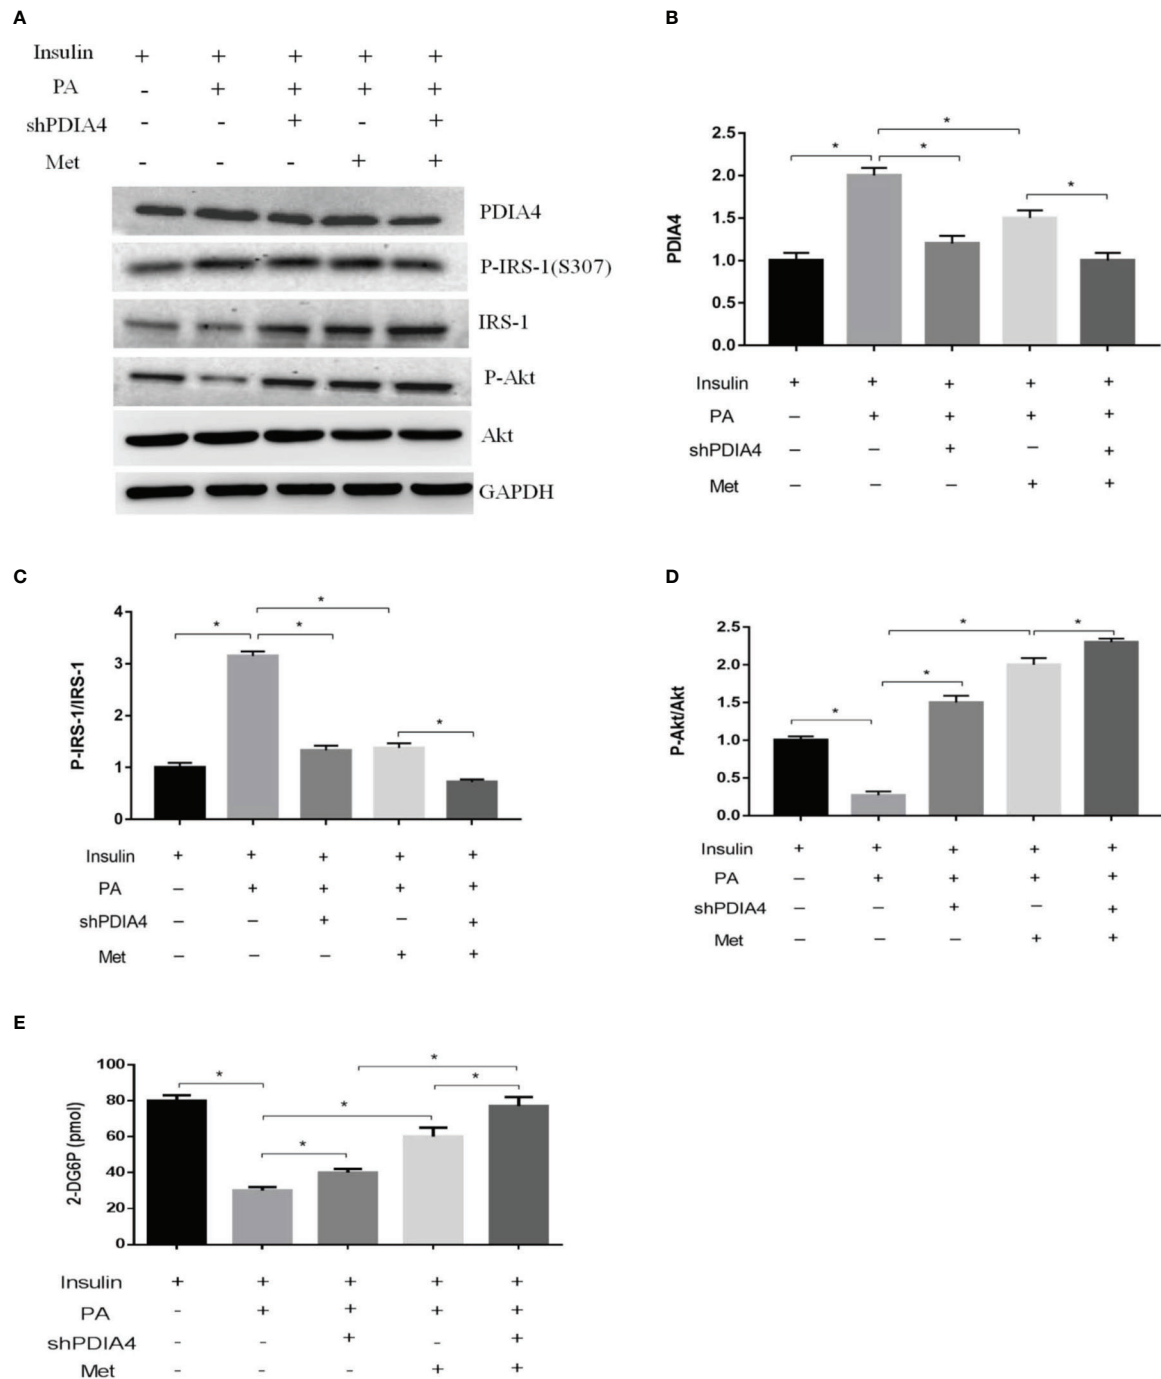 A
Insulin + + + + +
PA - + + + +
shPDIA4 - - + - +
Met - - - + +
PDIA4
P-IRS-1(S307)
IRS-1
P-Akt
Akt
GAPDH
B
PDIA4
2.5
2.0
1.5
1.0
0.5
0.0
* * * *
Insulin + + + + +
PA – + + + +
shPDIA4 – – + – +
Met – – – + +
C
P-IRS-1/IRS-1
4
3
2
1
0
* * * *
Insulin + + + + +
PA – + + + +
shPDIA4 – – + – +
Met – – – + +
D
P-Akt/Akt
2.5
2.0
1.5
1.0
0.5
0.0
* * * *
Insulin + + + + +
PA – + + + +
shPDIA4 – – + – +
Met – – – + +
E
2-DG6P (pmol)
100
80
60
40
20
0
* * * * *
Insulin + + + + +
PA - + + + +
shPDIA4 - - + - +
Met - - - + +